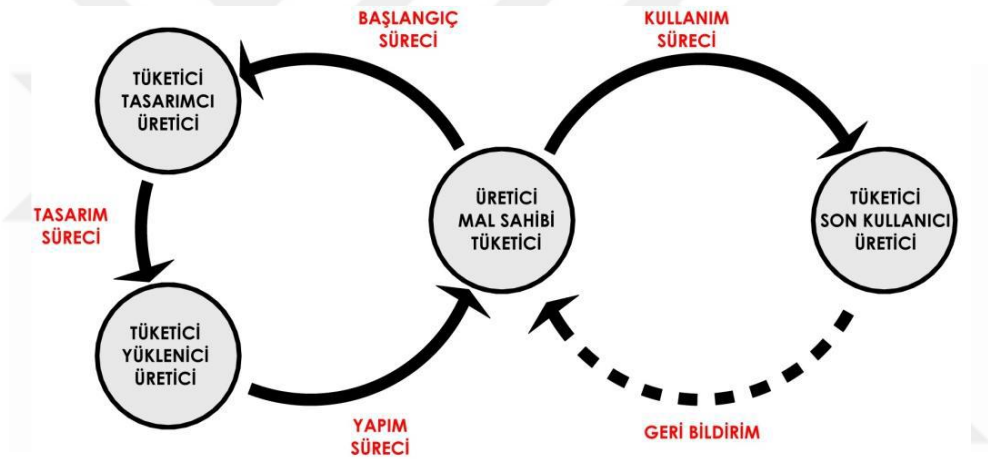 BAŞLANGIÇ
SÜRECİ
KULLANIM
SÜRECİ
TÜKETİCİ
TASARIMCI
ÜRETİCİ
ÜRETİCİ
MAL SAHİBİ
TÜKETİCİ
TÜKETİCİ
SON KULLANICI
ÜRETİCİ
TASARIM
SÜRECİ
TÜKETİCİ
YÜKLENİCİ
ÜRETİCİ
YAPIM
SÜRECİ
GERİ BİLDİRİM